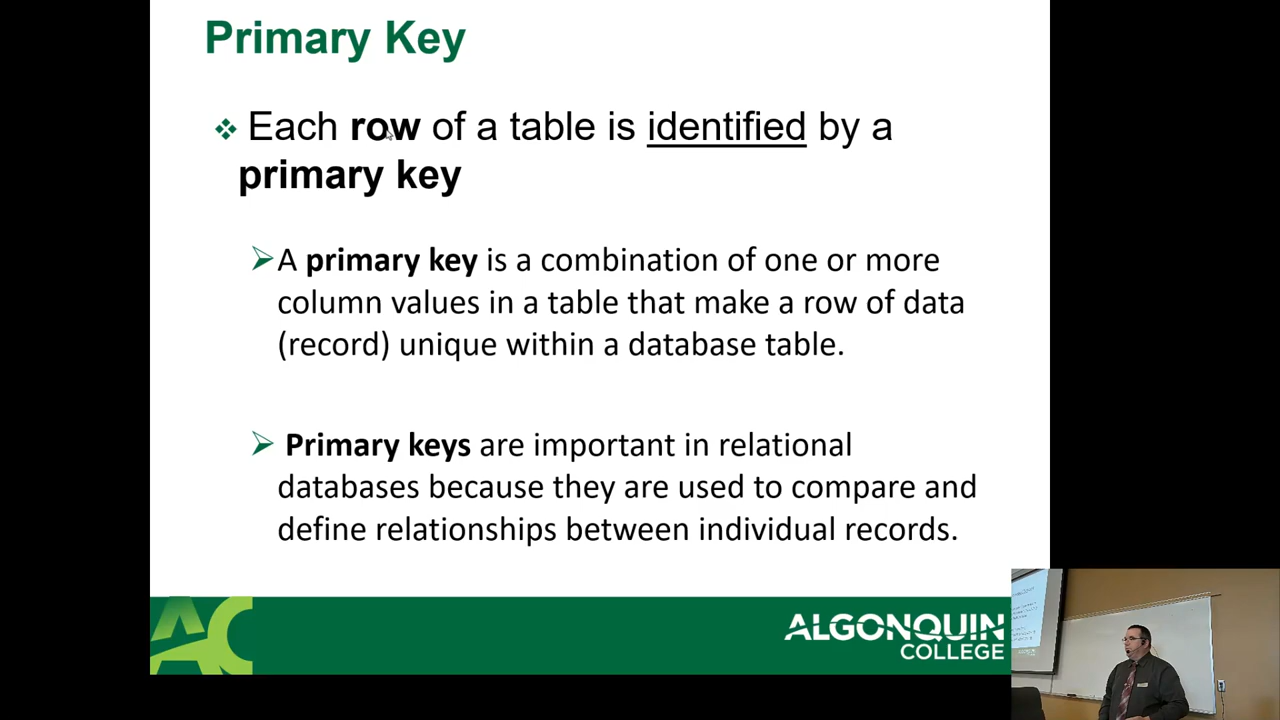 Primary Key
Each row of a table is identified by a
primary key
A primary key is a combination of one or more
column values in a table that make a row of data
(record) unique within a database table.
Primary keys are important in relational
databases because they are used to compare and
define relationships between individual records.
AC
ALGONQUIN
COLLEGE